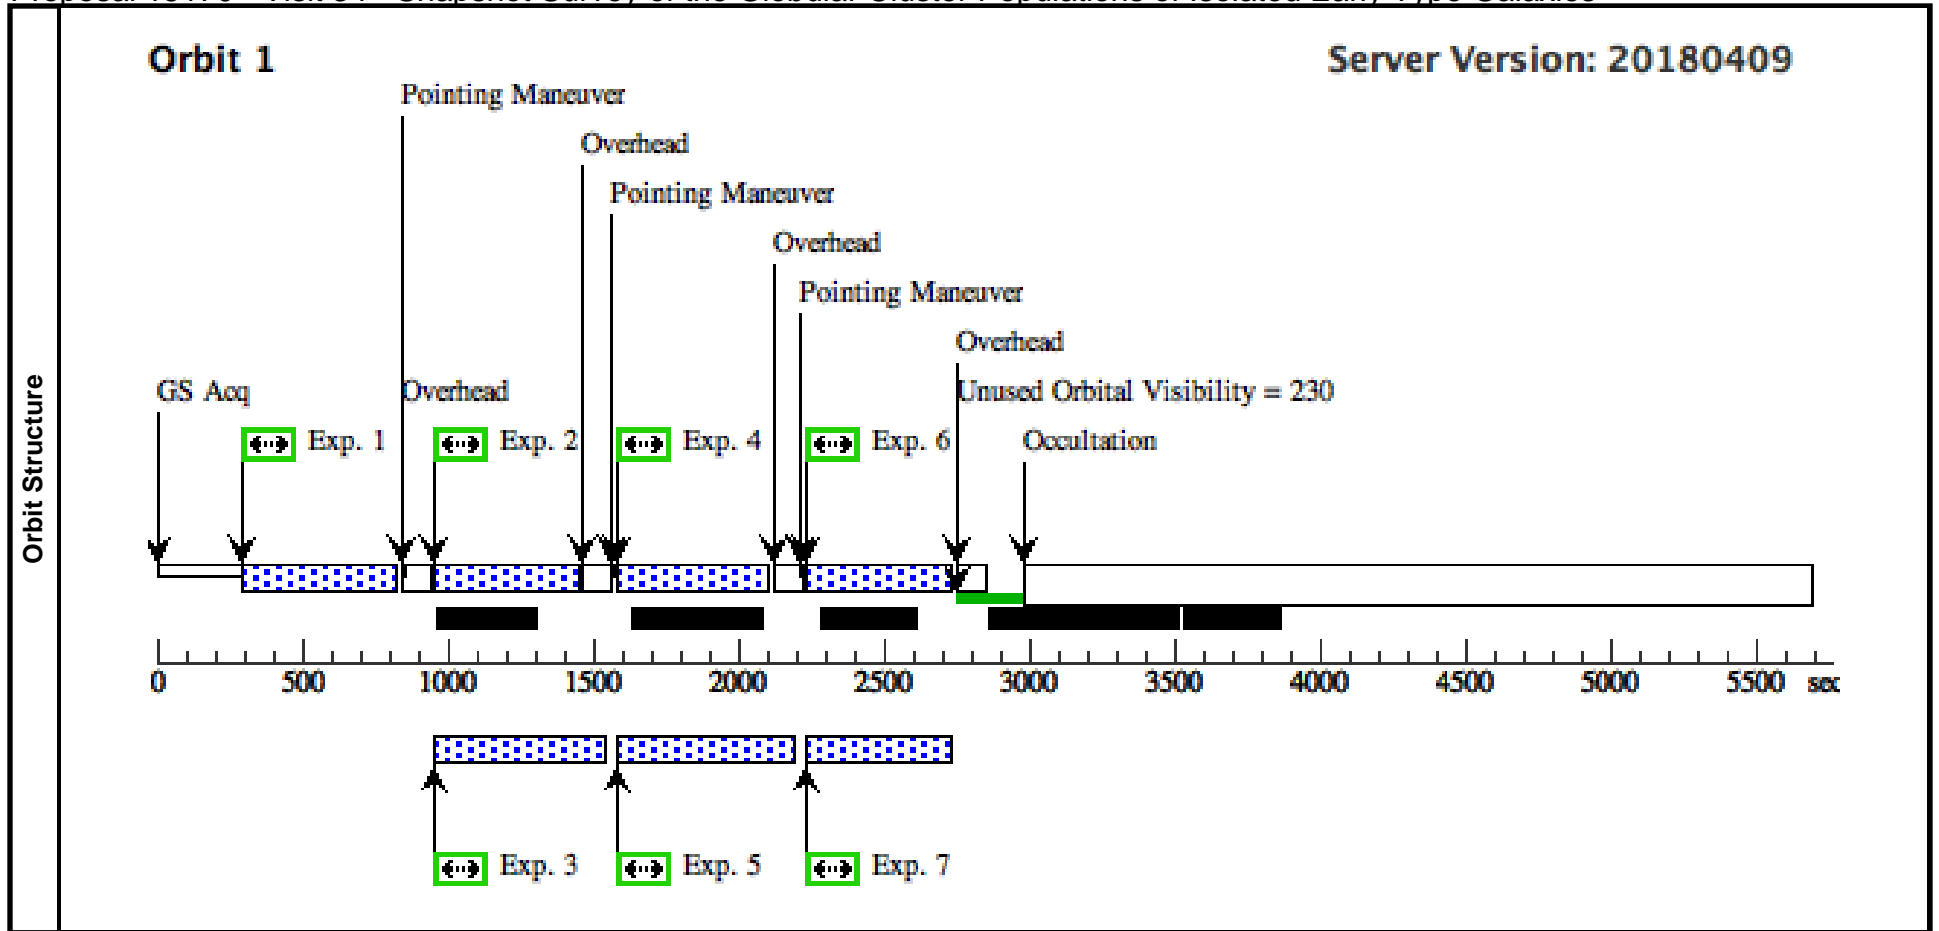 Orbit 1
Server Version: 20180409
Pointing Maneuver
Overhead
Pointing Maneuver
Overhead
Pointing Maneuver
Overhead
GS Acq
Overhead
Unused Orbital Visibility = 230
Exp. 1
Exp. 2
Exp. 4
Exp. 6
Occultation
Orbit Structure
0 500 1000 1500 2000 2500 3000 3500 4000 4500 5000 5500 sec
Exp. 3
Exp. 5
Exp. 7